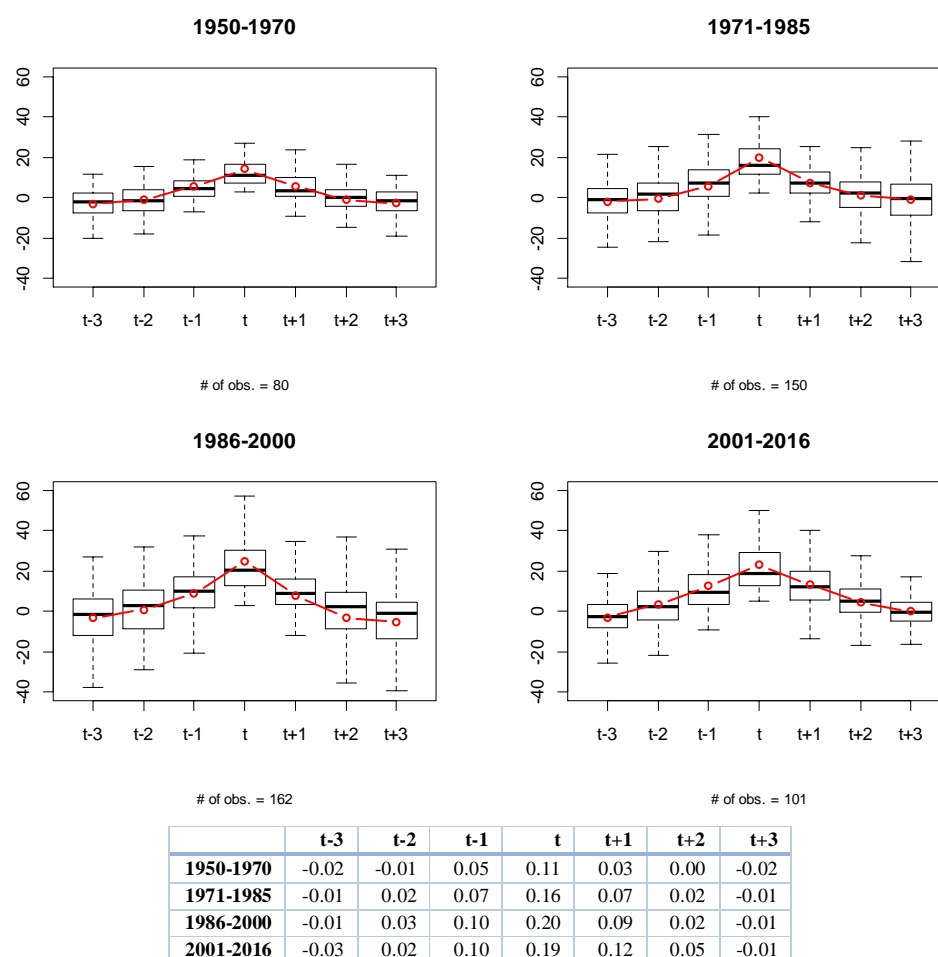 1950-1970
1971-1985
60
40
20
0
-20
-40
t-3 t-2 t-1 t t+1 t+2 t+3
# of obs. = 80
60
40
20
0
-20
-40
t-3 t-2 t-1 t t+1 t+2 t+3
# of obs. = 150
1986-2000
2001-2016
60
40
20
0
-20
-40
t-3 t-2 t-1 t t+1 t+2 t+3
# of obs. = 162
60
40
20
0
-20
-40
t-3 t-2 t-1 t t+1 t+2 t+3
# of obs. = 101
t-3 t-2 t-1 t t+1 t+2 t+3
1950-1970 -0.02 -0.01 0.05 0.11 0.03 0.00 -0.02
1971-1985 -0.01 0.02 0.07 0.16 0.07 0.02 -0.01
1986-2000 -0.01 0.03 0.10 0.20 0.09 0.02 -0.01
2001-2016 -0.03 0.02 0.10 0.19 0.12 0.05 -0.01